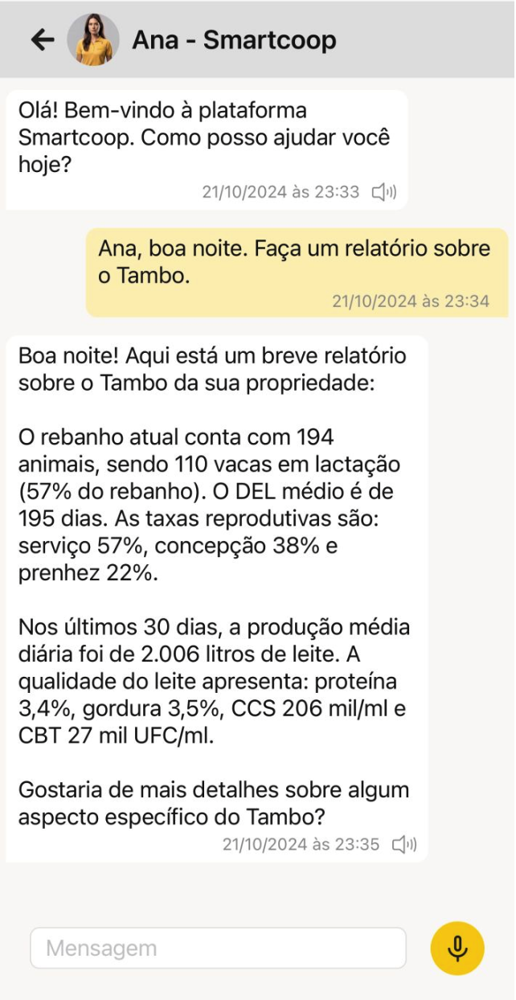 Ana - Smartcoop
Olá! Bem-vindo à plataforma
Smartcoop. Como posso ajudar você
hoje?
21/10/2024 às 23:33
Ana, boa noite. Faça um relatório sobre
o Tambo.
21/10/2024 às 23:34
Boa noite! Aqui está um breve relatório
sobre o Tambo da sua propriedade:
O rebanho atual conta com 194
animais, sendo 110 vacas em lactação
(57% do rebanho). O DEL médio é de
195 dias. As taxas reprodutivas são:
serviço 57%, concepção 38% e
prenhez 22%.
Nos últimos 30 dias, a produção média
diária foi de 2.006 litros de leite. A
qualidade do leite apresenta: proteína
3,4%, gordura 3,5%, CCS 206 mil/ml e
CBT 27 mil UFC/ml.
Gostaria de mais detalhes sobre algum
aspecto específico do Tambo?
21/10/2024 às 23:35
Mensagem